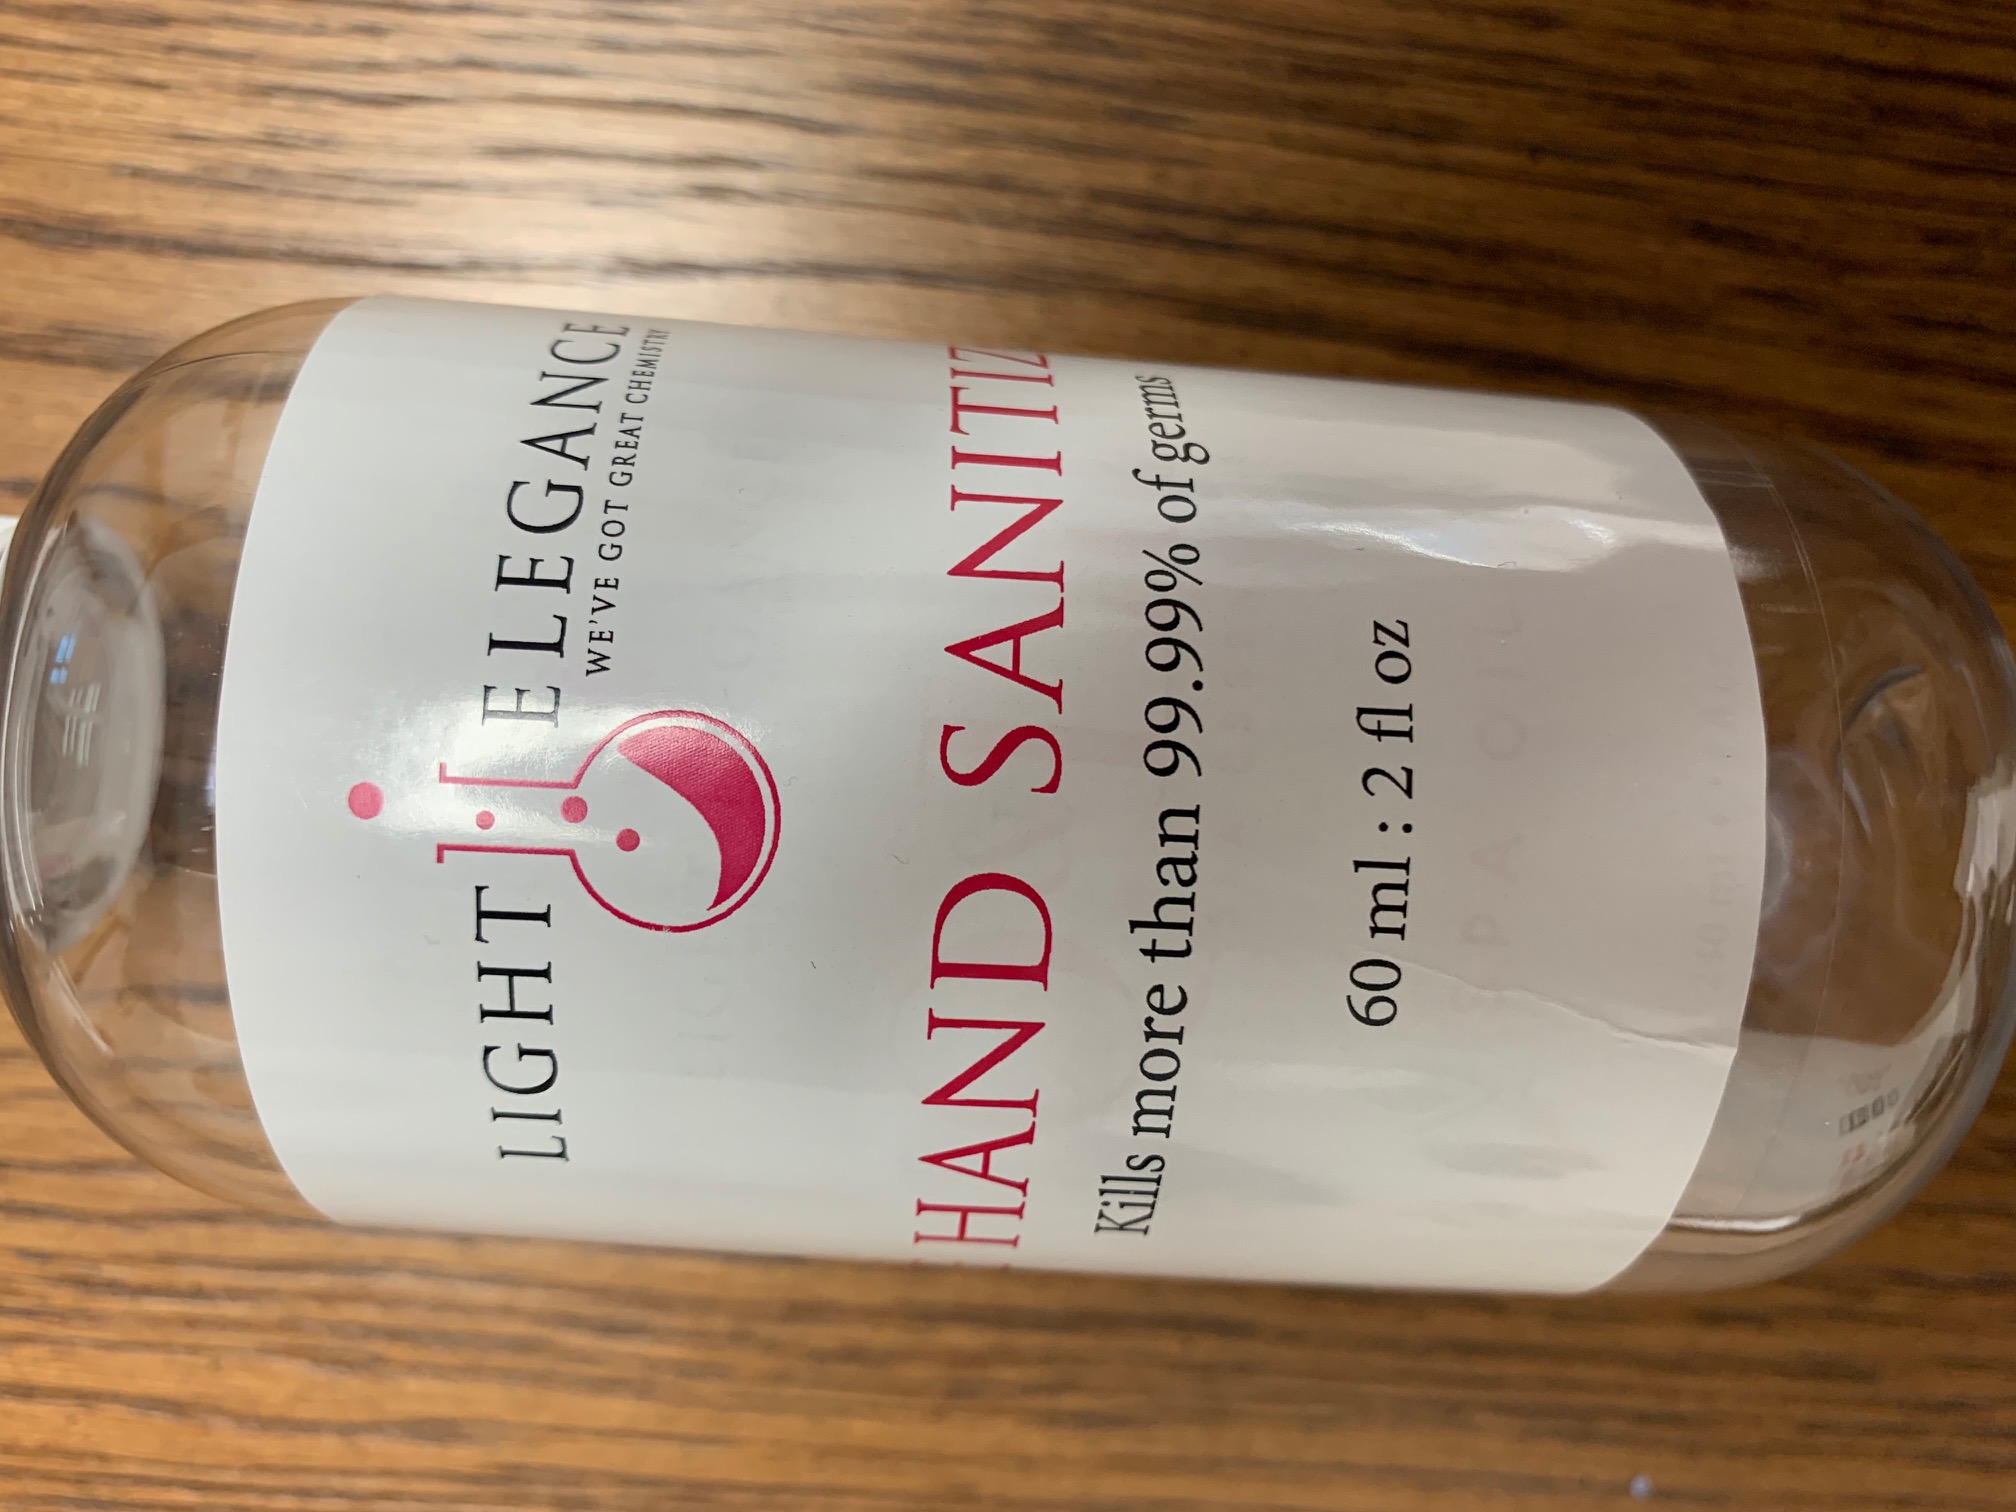 LIGHT ELEGANCE
WE'VE GOT GREAT CHEMISTRY
HAND SANITIZ
Kills more than 99.99% of germs
60 ml : 2 fl oz